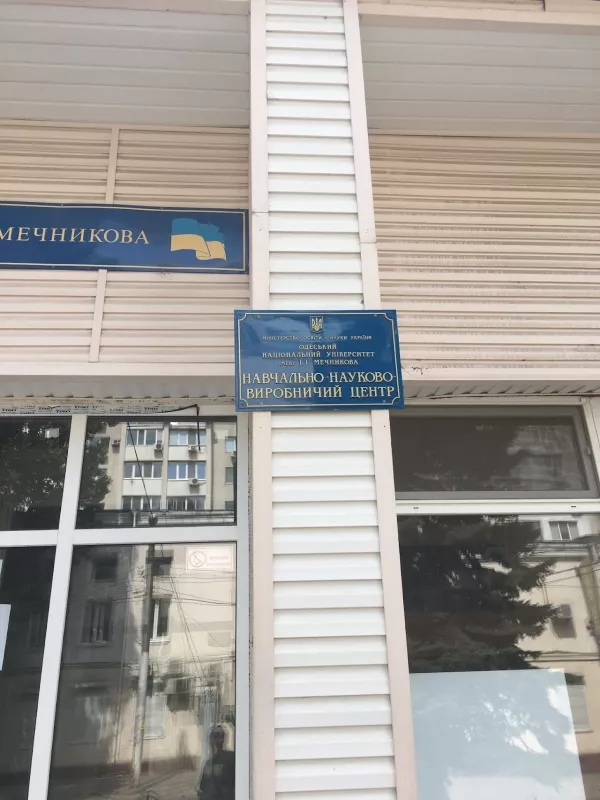 МЕЧНИКОВА
МІНІСТЕРСТВО ОСВІТИ І НАУКИ УКРАЇНИ
ОДЕСЬКИЙ
НАЦІОНАЛЬНИЙ УНІВЕРСИТЕТ
імені І. І. МЕЧНИКОВА
НАВЧАЛЬНО-НАУКОВО-
ВИРОБНИЧИЙ ЦЕНТР